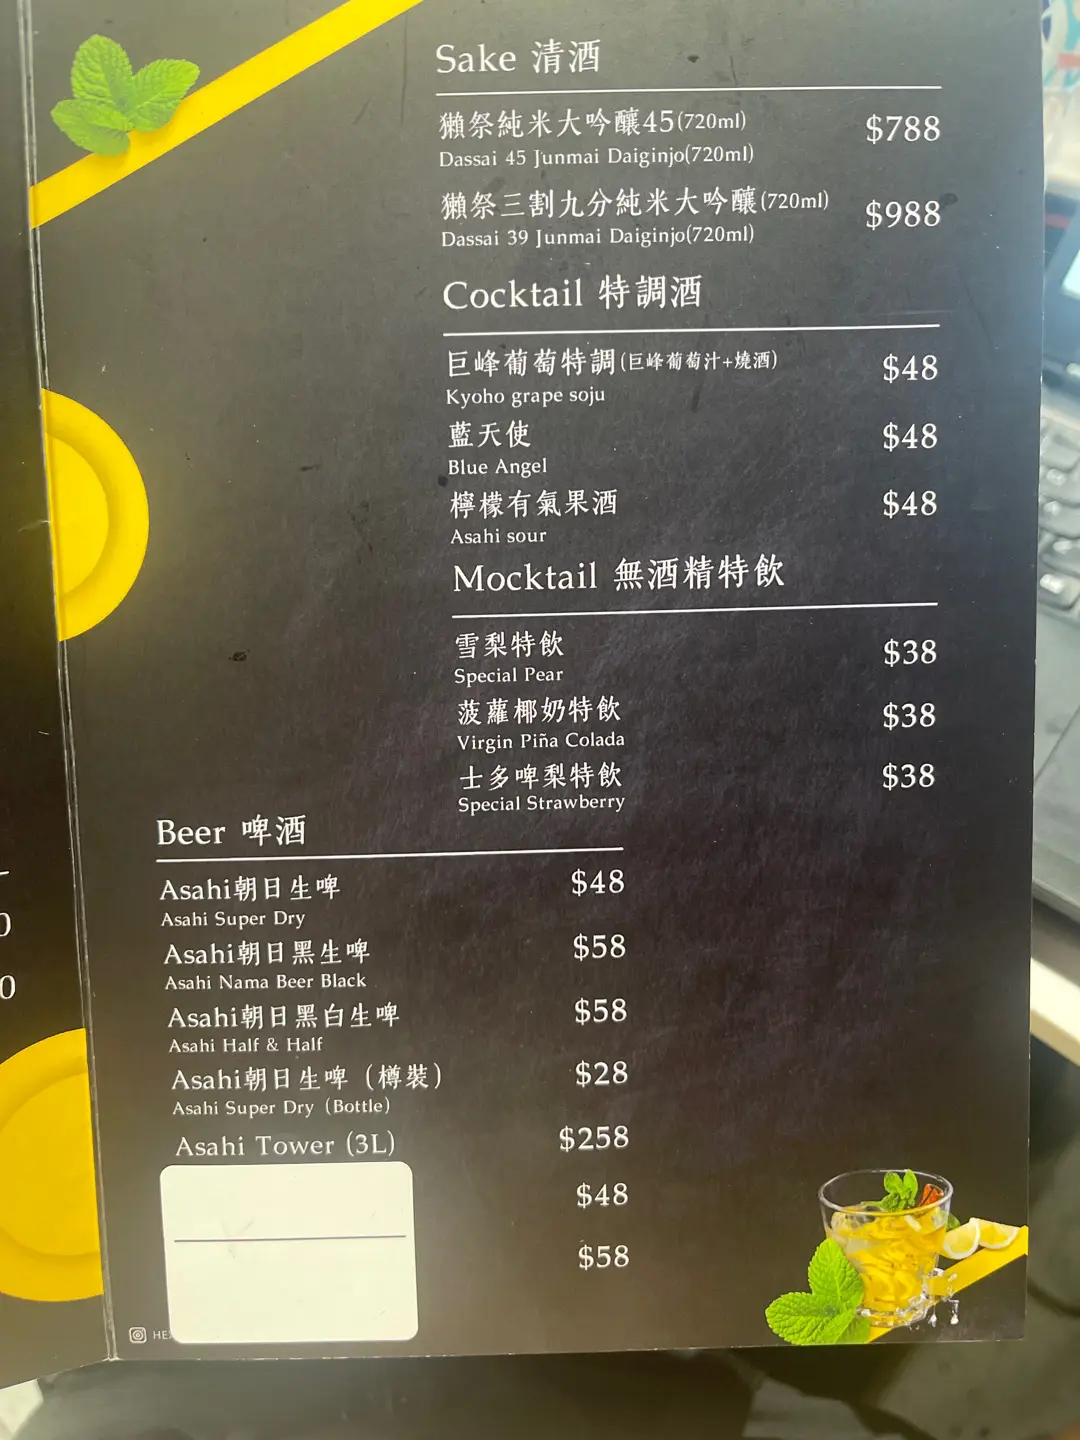 Sake 清酒
獺祭純米大吟釀45(720ml) $788
Dassai 45 Junmai Daiginjo(720ml)
獺祭三割九分純米大吟釀(720ml) $988
Dassai 39 Junmai Daiginjo(720ml)
Cocktail 特調酒
巨峰葡萄特調(巨峰葡萄汁+燒酒) $48
Kyoho grape soju
藍天使 $48
Blue Angel
檸檬有氣果酒 $48
Asahi sour
Mocktail 無酒精特飲
雪梨特飲 $38
Special Pear
菠蘿椰奶特飲 $38
Virgin Piña Colada
士多啤梨特飲 $38
Special Strawberry
Beer 啤酒
Asahi朝日生啤 $48
Asahi Super Dry
Asahi朝日黑生啤 $58
Asahi Nama Beer Black
Asahi朝日黑白生啤 $58
Asahi Half & Half
Asahi朝日生啤（樽裝） $28
Asahi Super Dry（Bottle）
Asahi Tower (3L) $258
$48
$58